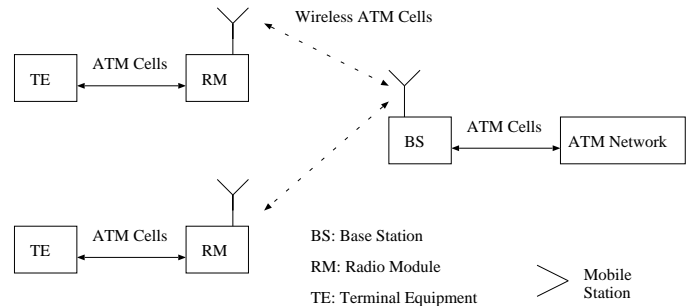 Wireless ATM Cells
ATM Cells
TE
RM
ATM Cells
BS
ATM Network
ATM Cells
TE
RM
BS: Base Station
RM: Radio Module
TE: Terminal Equipment
Mobile
Station